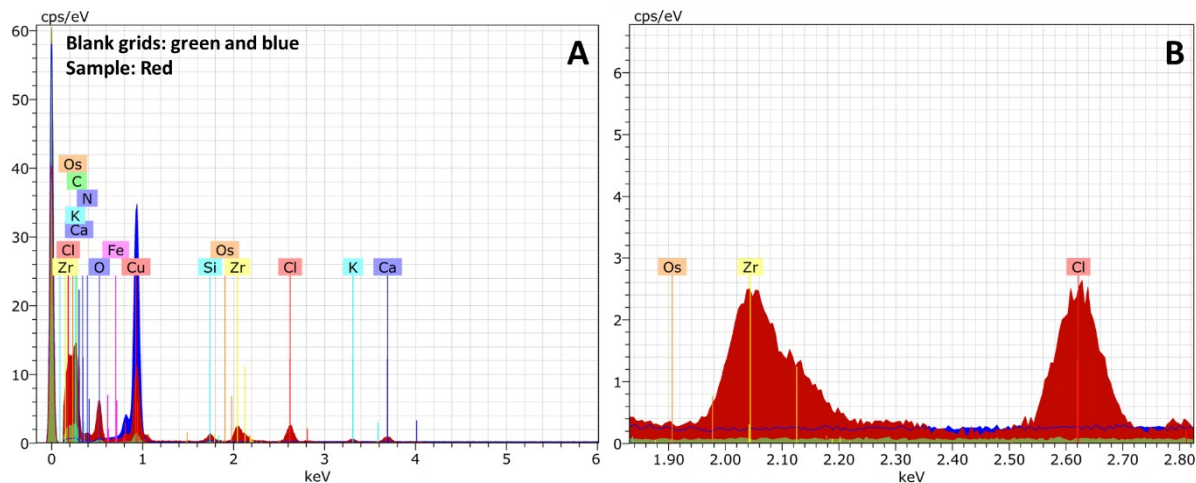 cps/eV
60
50
40
30
20
10
0
Blank grids: green and blue
Sample: Red
A
Os
C
N
K
Ca
Cl
Fe
Os
Zr
O
Cu
Si
Zr
Cl
K
Ca
0
1
2
3
4
5
6
keV
cps/eV
6
5
4
3
2
1
0
B
Os
Zr
Cl
1.90
2.00
2.10
2.20
2.30
2.40
2.50
2.60
2.70
2.80
keV